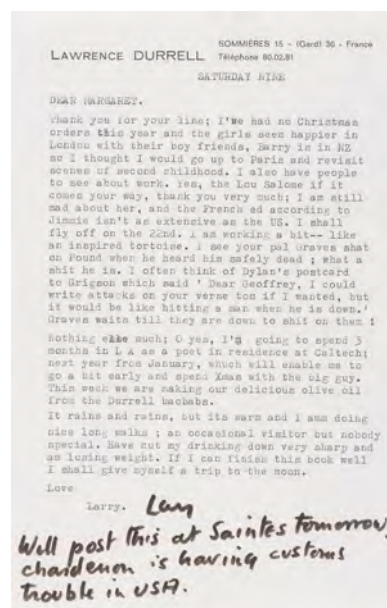 LAWRENCE DURRELL
SOMMIÈRES 15 - (Gard) 30 - France
Téléphone 80.02.81
SATURDAY NINE
DEAR MARGARET.
Thank you for your line; I've had no Christmas
orders this year and the girls seem happier in
London with their boy friends, Barry is in NZ
so I thought I would go up to Paris and revisit
scenes of second childhood. I also have people
to see about work. Yes, the Lou Salome if it
comes your way, thank you very much; I am still
mad about her, and the French ed according to
Jimmie isn't as extensive as the US. I shall
fly off on the 22nd. I am working a bit-- like
an inspired tortoise. I see your pal Graves shat
on Pound when he heard him safely dead ; what a
shit he is. I often think of Dylan's postcard
to Grigson which said ' Dear Geoffrey, I could
write attacks on your verse too if I wanted, but
it would be like hitting a man when he is down.'
Graves waits till they are down to shit on them !
nothing else much; O yes, I'm going to spend 3
months in L A as a poet in residence at Caltech;
next year from January, which will enable me to
go a bit early and spend Xmas with the big guy.
This week we are making our delicious olive oil
from the Durrell baobabs.
It rains and rains, but its warm and I amm doing
nice long walks ; an occasional visitor but nobody
special. Have cut my drinking down very sharp and
am losing weight. If I can finish this book well
I shall give myself a trip to the moon.
Love
Larry. Larry
Will post this at Saintes tomorrow,
is having customs
trouble in USA.